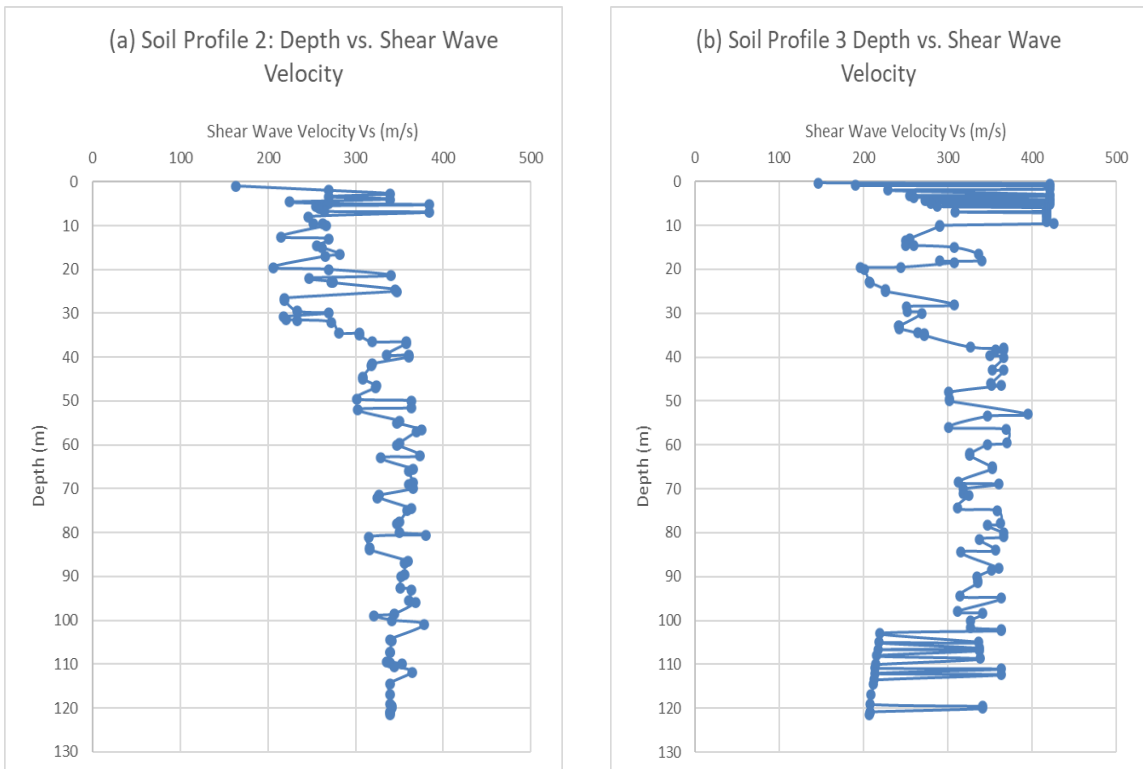 (a) Soil Profile 2: Depth vs. Shear Wave
Velocity
Shear Wave Velocity Vs (m/s)
0 100 200 300 400 500
0
10
20
30
40
50
60
70
80
90
100
110
120
130
Depth (m)
(b) Soil Profile 3 Depth vs. Shear Wave
Velocity
Shear Wave Velocity Vs (m/s)
0 100 200 300 400 500
0
10
20
30
40
50
60
70
80
90
100
110
120
130
Depth (m)